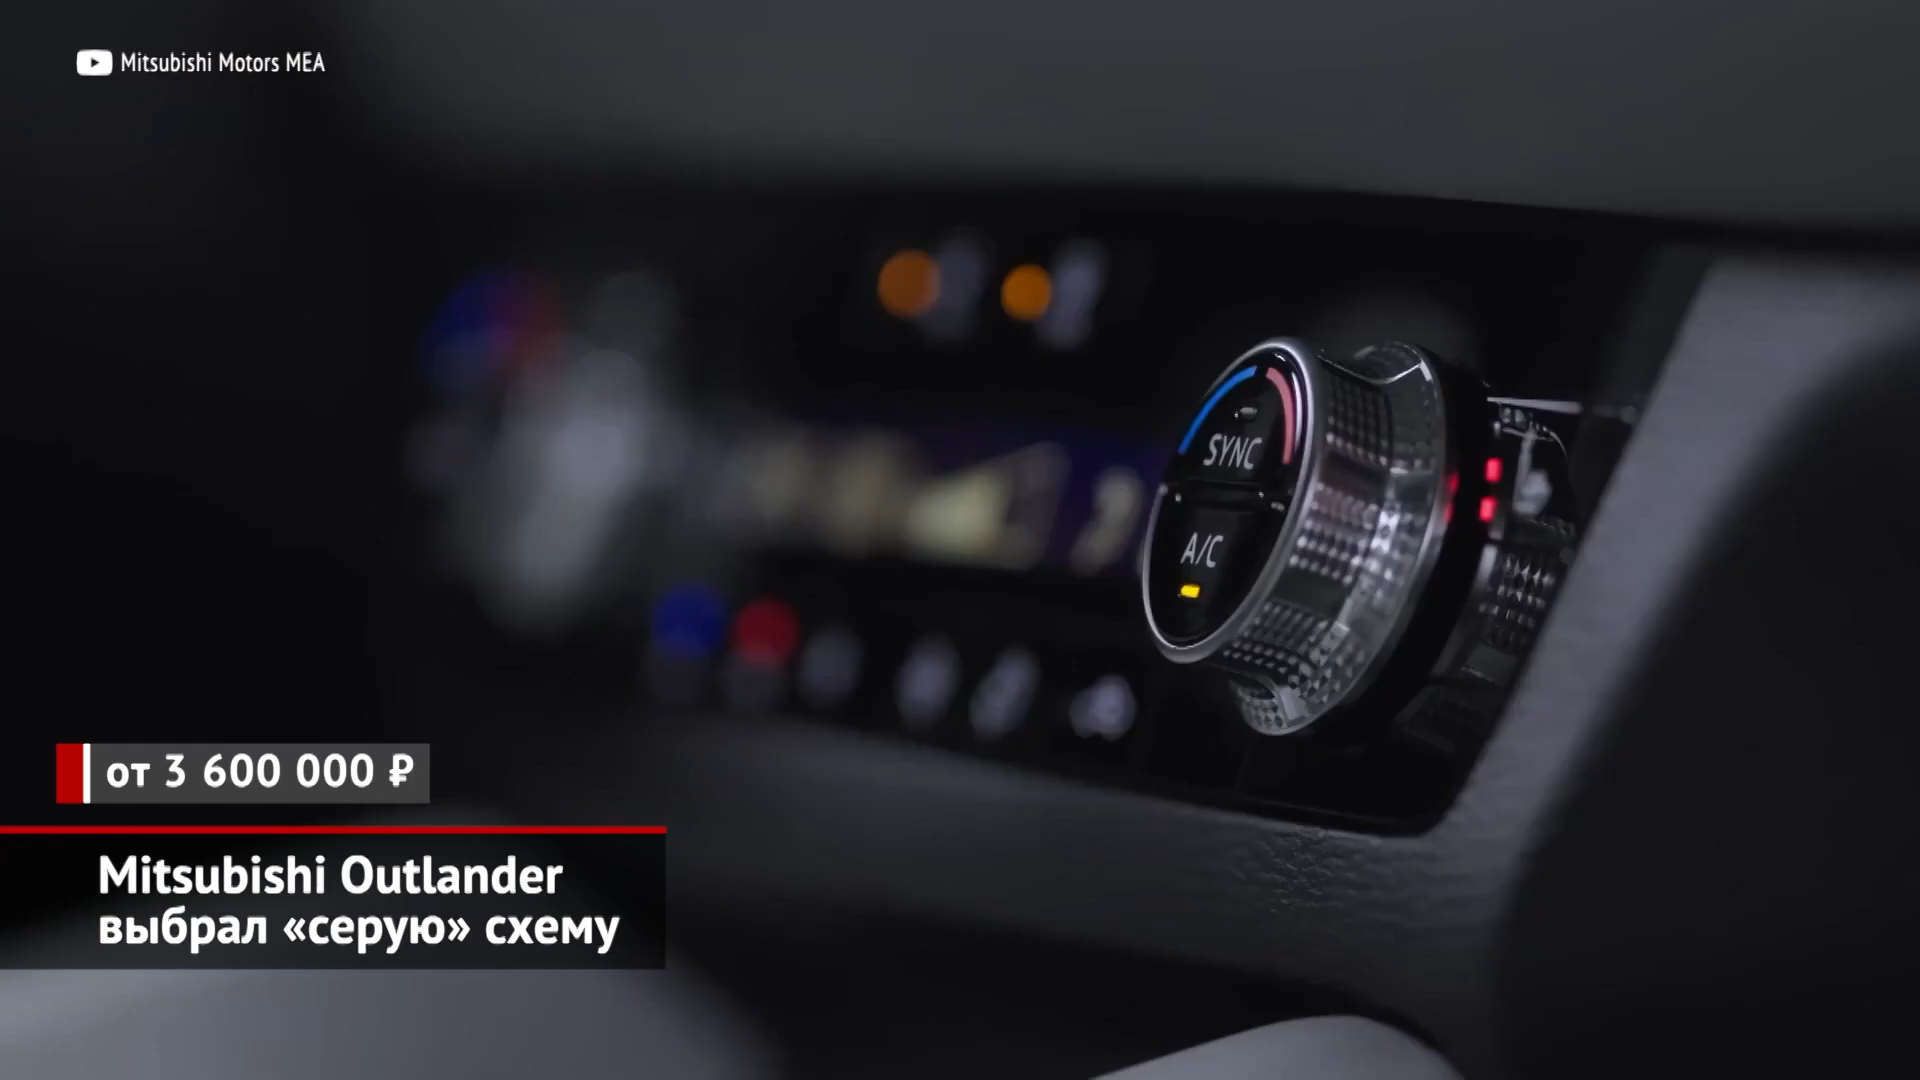 Mitsubishi Motors MEA
SYNC
A/C
от 3 600 000 ₽
Mitsubishi Outlander
выбрал «серую» схему